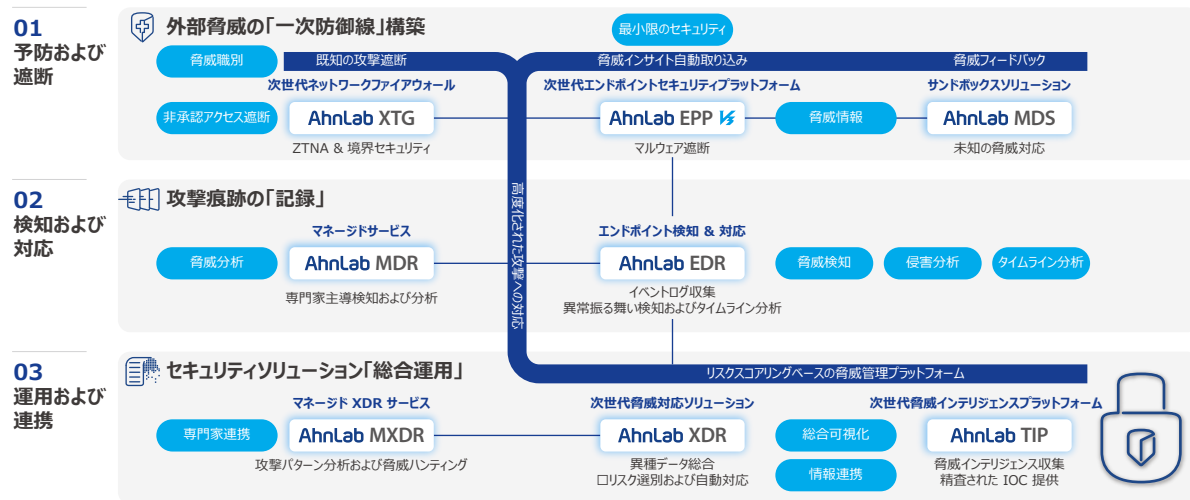 01
予防および
遮断
外部脅威の「一次防御線」構築
最小限のセキュリティ
脅威職別
既知の攻撃遮断
脅威インサイト自動取り込み
脅威フィードバック
次世代ネットワークファイアウォール
次世代エンドポイントセキュリティプラットフォーム
サンドボックスソリューション
非承認アクセス遮断
AhnLab XTG
AhnLab EPP V3
脅威情報
AhnLab MDS
ZTNA & 境界セキュリティ
マルウェア遮断
未知の脅威対応
高度化された攻撃への対応
02
検知および
対応
攻撃痕跡の「記録」
マネージドサービス
エンドポイント検知 & 対応
脅威分析
AhnLab MDR
AhnLab EDR
脅威検知
侵害分析
タイムライン分析
専門家主導検知および分析
イベントログ収集
異常振る舞い検知およびタイムライン分析
03
運用および
連携
セキュリティソリューション「総合運用」
リスクスコアリングベースの脅威管理プラットフォーム
マネージド XDR サービス
次世代脅威対応ソリューション
次世代脅威インテリジェンスプラットフォーム
専門家連携
AhnLab MXDR
AhnLab XDR
総合可視化
AhnLab TIP
攻撃パターン分析および脅威ハンティング
異種データ総合
口リスク選別および自動対応
情報連携
脅威インテリジェンス収集
精査された IOC 提供